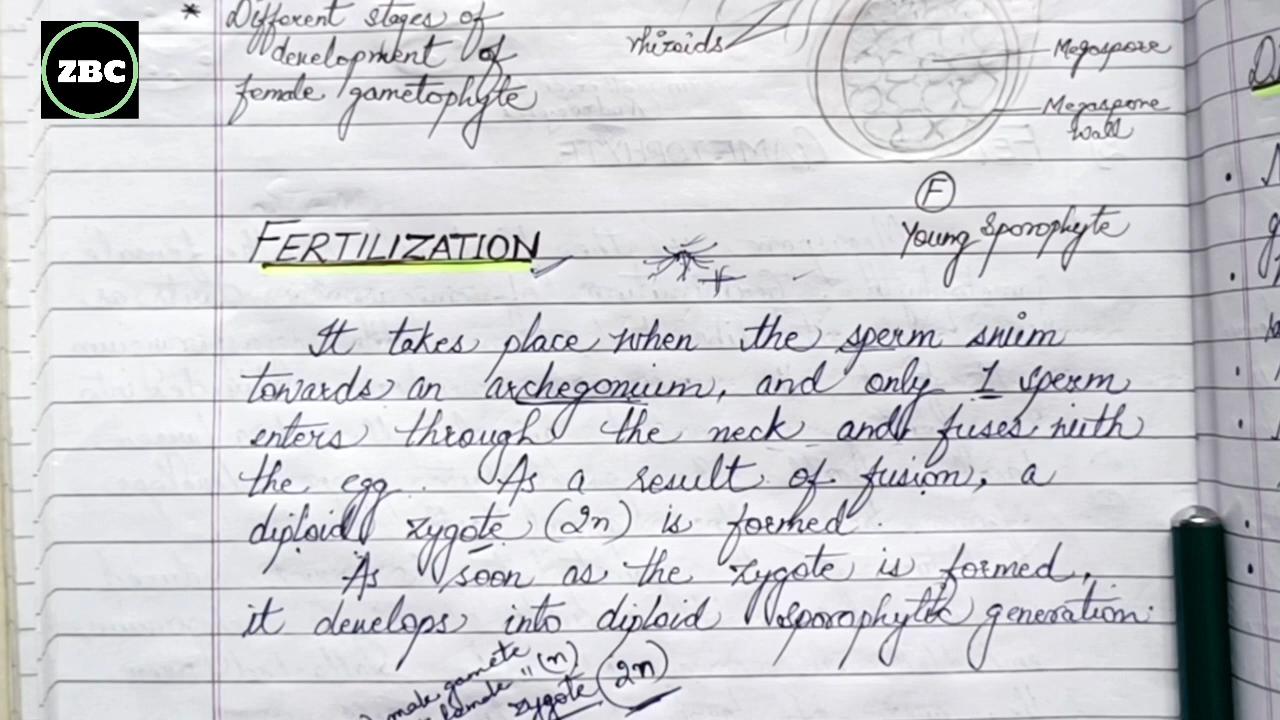 * Different stages of
development of
female gametophyte
ZBC
rhizoids
Megaspore
Megaspore
wall
F
Young Sporophyte
FERTILIZATION
It takes place when the sperm swim
towards an archegonium, and only 1 sperm
enters through the neck and fuses with
the egg. As a result of fusion, a
diploid zygote (2n) is formed.
As soon as the zygote is formed,
it develops into diploid sporophytic generation.
male gamete
female " (n)
zygote (2n)